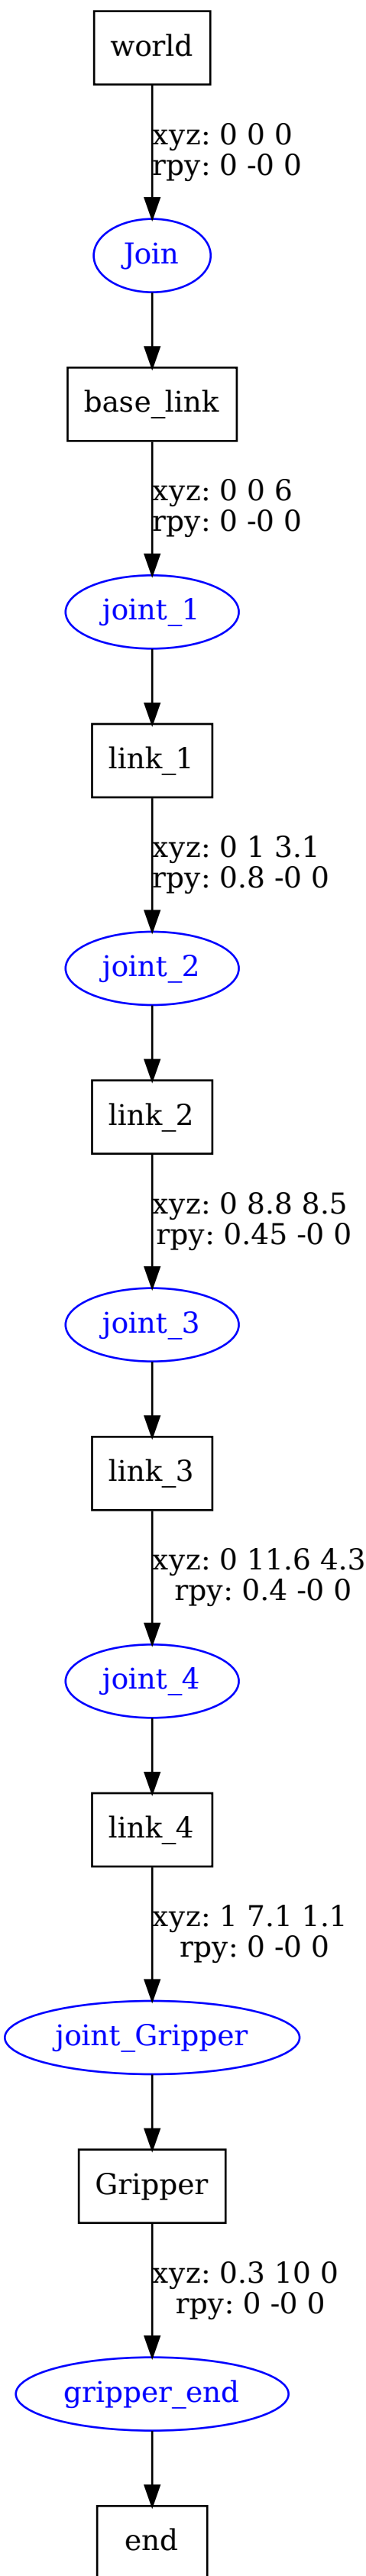 world
xyz: 0 0 0
rpy: 0 -0 0
Join
base_link
xyz: 0 0 6
rpy: 0 -0 0
joint_1
link_1
xyz: 0 1 3.1
rpy: 0.8 -0 0
joint_2
link_2
xyz: 0 8.8 8.5
rpy: 0.45 -0 0
joint_3
link_3
xyz: 0 11.6 4.3
rpy: 0.4 -0 0
joint_4
link_4
xyz: 1 7.1 1.1
rpy: 0 -0 0
joint_Gripper
Gripper
xyz: 0.3 10 0
rpy: 0 -0 0
gripper_end
end